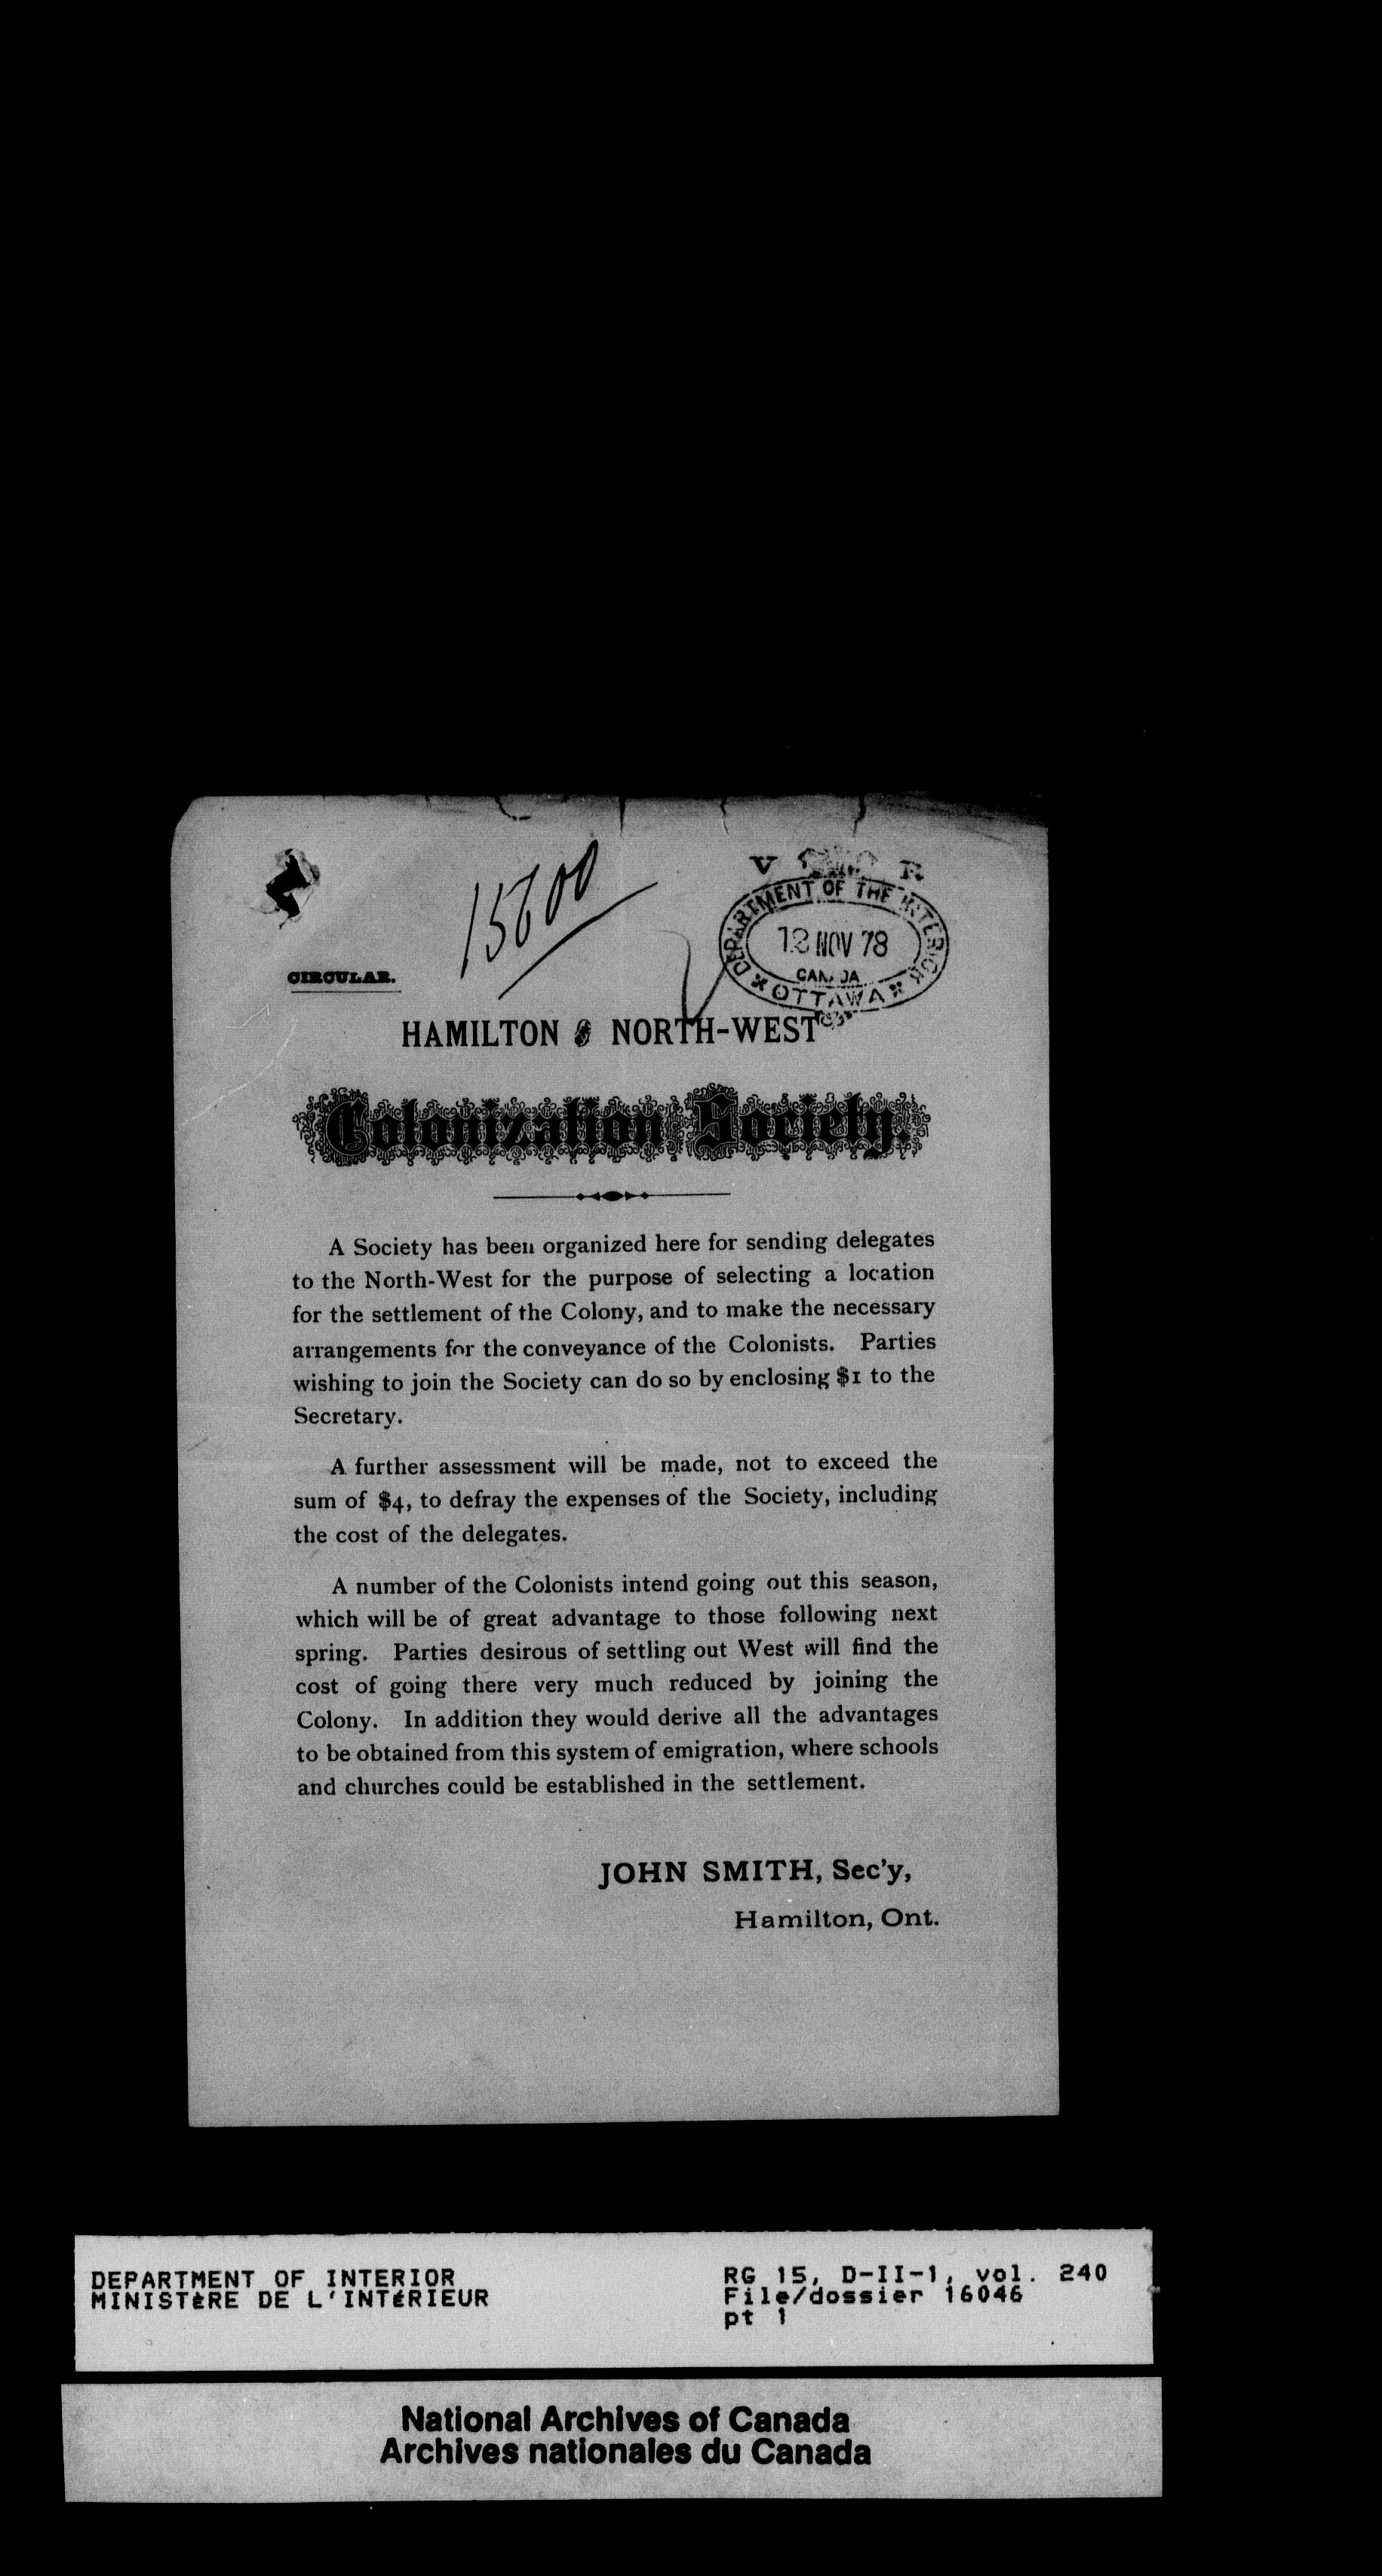 15600
V R
DEPARTMENT OF THE INTERIOR
12 NOV 78
CANADA
OTTAWA
CIRCULAR.
HAMILTON & NORTH-WEST
Colonization Society.
A Society has been organized here for sending delegates
to the North-West for the purpose of selecting a location
for the settlement of the Colony, and to make the necessary
arrangements for the conveyance of the Colonists. Parties
wishing to join the Society can do so by enclosing $1 to the
Secretary.
A further assessment will be made, not to exceed the
sum of $4, to defray the expenses of the Society, including
the cost of the delegates.
A number of the Colonists intend going out this season,
which will be of great advantage to those following next
spring. Parties desirous of settling out West will find the
cost of going there very much reduced by joining the
Colony. In addition they would derive all the advantages
to be obtained from this system of emigration, where schools
and churches could be established in the settlement.
JOHN SMITH, Sec'y,
Hamilton, Ont.
DEPARTMENT OF INTERIOR
MINISTÈRE DE L'INTÉRIEUR
RG 15, D-II-1, vol. 240
File/dossier 16046
pt 1
National Archives of Canada
Archives nationales du Canada